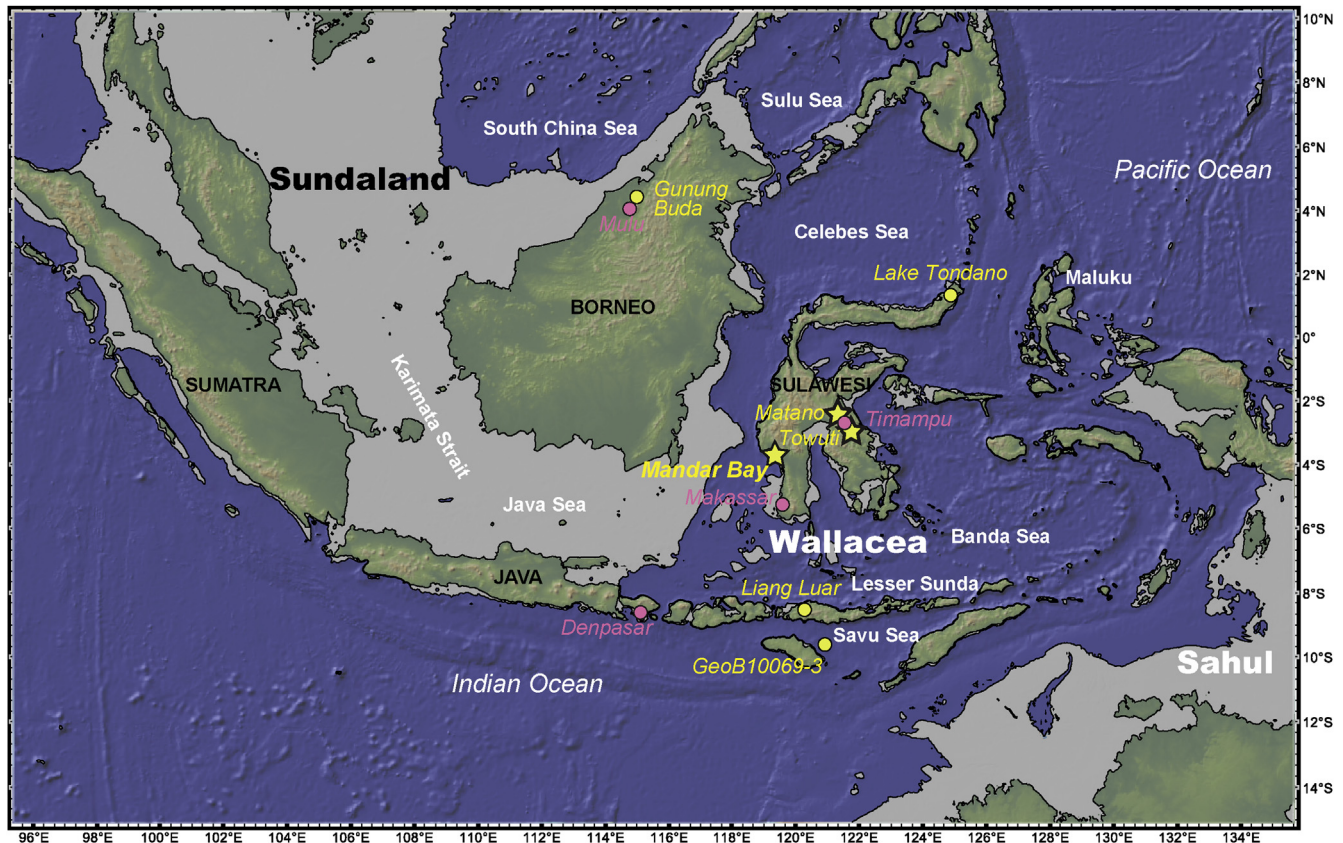 10°N
8°N
Sulu Sea
South China Sea
6°N
Pacific Ocean
Sundaland
Gunung
Buda
4°N
Mulu
Celebes Sea
Lake Tondano
2°N
Maluku
BORNEO
0°
Karimata Strait
SUMATRA
SULAWESI
2°S
Matano
Timampu
Towuti
Mandar Bay
4°S
Makassar
Java Sea
6°S
Wallacea
Banda Sea
JAVA
Liang Luar
Lesser Sunda
8°S
Denpasar
Savu Sea
GeoB10069-3
10°S
Sahul
Indian Ocean
12°S
14°S
96°E 98°E 100°E 102°E 104°E 106°E 108°E 110°E 112°E 114°E 116°E 118°E 120°E 122°E 124°E 126°E 128°E 130°E 132°E 134°E